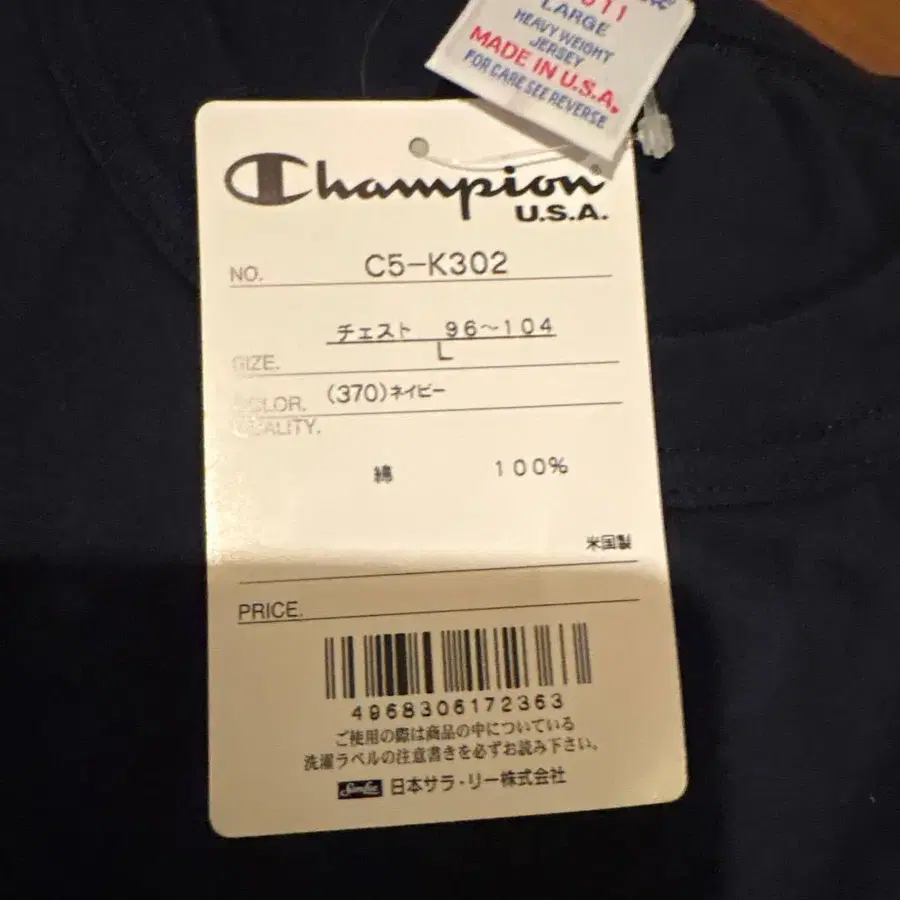 011
LARGE
HEAVY WEIGHT
JERSEY
MADE IN U.S.A.
FOR CARE SEE REVERSE
Champion
U.S.A.
NO. C5-K302
チェスト 96～104
SIZE. L
COLOR. (370)ネイビー
QUALITY.
綿 100%
米国製
PRICE.
4968306172363
ご使用の際は商品の中についている
洗濯ラベルの注意書きを必ずお読み下さい。
Sara Lee 日本サラ・リー株式会社